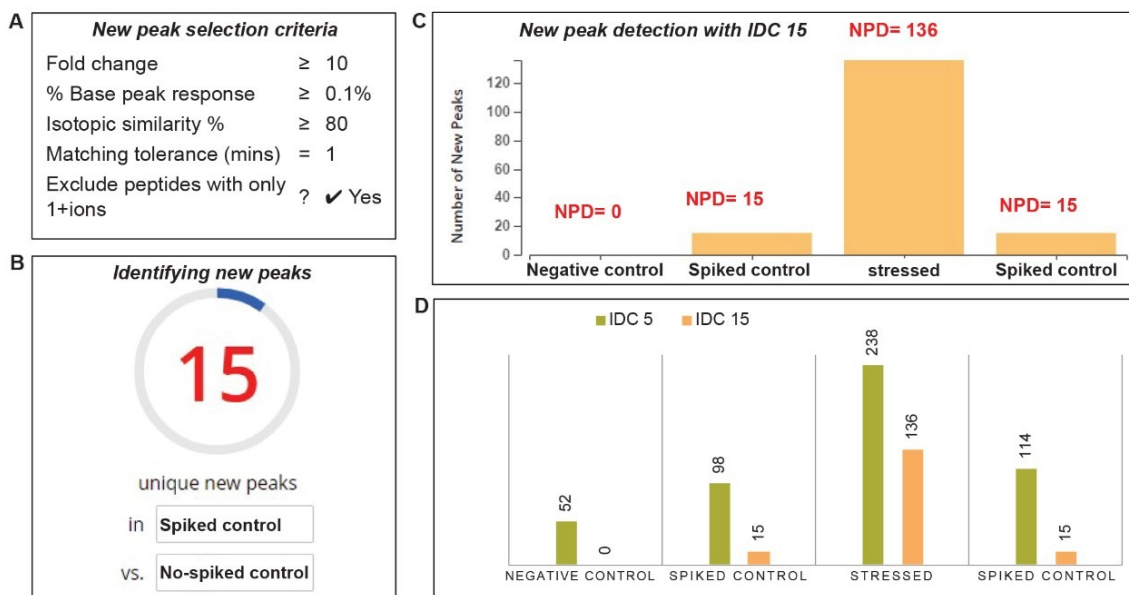 A
New peak selection criteria
Fold change ≥ 10
% Base peak response ≥ 0.1%
Isotopic similarity % ≥ 80
Matching tolerance (mins) = 1
Exclude peptides with only
1+ions ? ✔ Yes
B
Identifying new peaks
15
unique new peaks
in Spiked control
vs. No-spiked control
C
New peak detection with IDC 15
NPD= 136
NPD= 0
NPD= 15
NPD= 15
Number of New Peaks
120
100
80
60
40
20
0
Negative control Spiked control stressed Spiked control
D
IDC 5 IDC 15
52 0 98 15 238 136 114 15
NEGATIVE CONTROL SPIKED CONTROL STRESSED SPIKED CONTROL